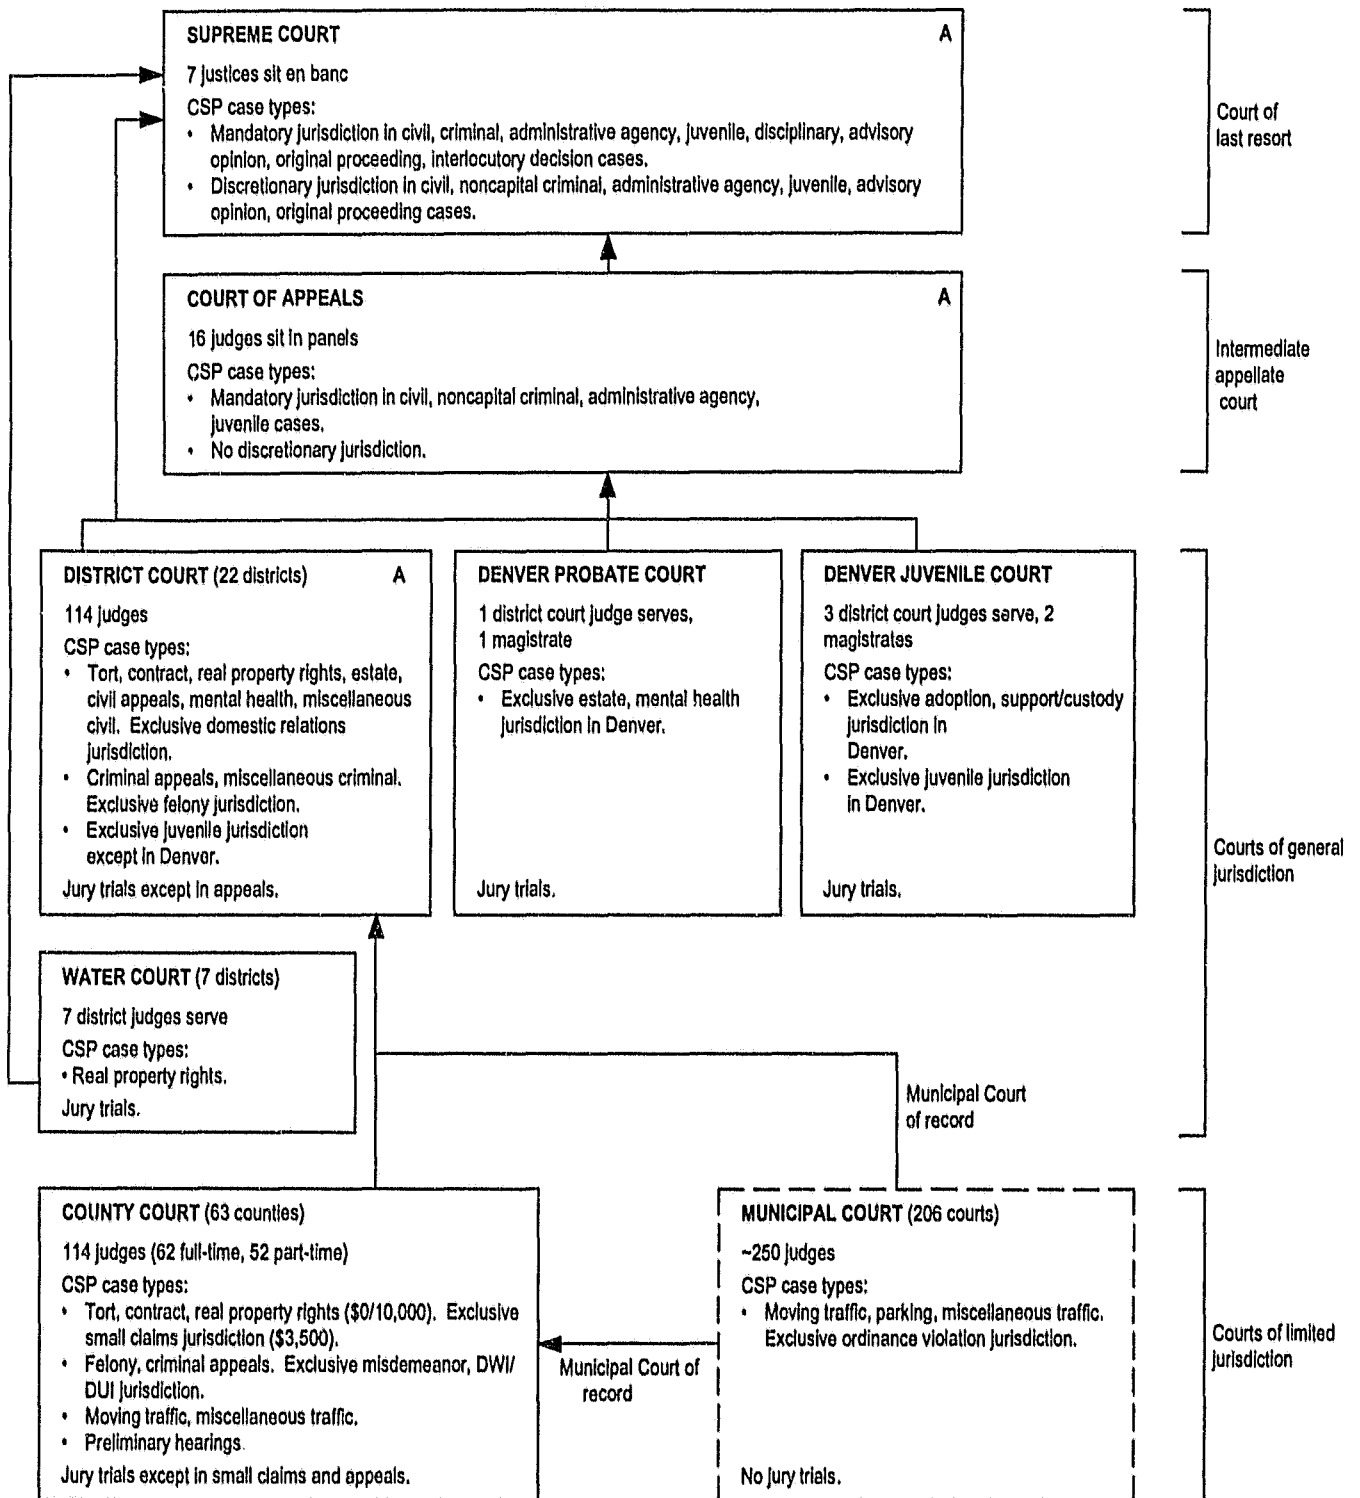 SUPREME COURT A
7 justices sit en banc
CSP case types:
• Mandatory jurisdiction in civil, criminal, administrative agency, juvenile, disciplinary, advisory
opinion, original proceeding, interlocutory decision cases.
• Discretionary jurisdiction in civil, noncapital criminal, administrative agency, juvenile, advisory
opinion, original proceeding cases.
Court of
last resort
COURT OF APPEALS A
16 judges sit in panels
CSP case types:
• Mandatory jurisdiction in civil, noncapital criminal, administrative agency,
juvenile cases.
• No discretionary jurisdiction.
Intermediate
appellate
court
DISTRICT COURT (22 districts) A
114 judges
CSP case types:
• Tort, contract, real property rights, estate,
civil appeals, mental health, miscellaneous
civil. Exclusive domestic relations
jurisdiction.
• Criminal appeals, miscellaneous criminal.
Exclusive felony jurisdiction.
• Exclusive juvenile jurisdiction
except in Denver.
Jury trials except in appeals.
DENVER PROBATE COURT
1 district court judge serves,
1 magistrate
CSP case types:
• Exclusive estate, mental health
jurisdiction in Denver.
Jury trials.
DENVER JUVENILE COURT
3 district court judges serve, 2
magistrates
CSP case types:
• Exclusive adoption, support/custody
jurisdiction in
Denver.
• Exclusive juvenile jurisdiction
in Denver.
Jury trials.
Courts of general
jurisdiction
WATER COURT (7 districts)
7 district judges serve
CSP case types:
• Real property rights.
Jury trials.
Municipal Court
of record
COUNTY COURT (63 counties)
114 judges (62 full-time, 52 part-time)
CSP case types:
• Tort, contract, real property rights ($0/10,000). Exclusive
small claims jurisdiction ($3,500).
• Felony, criminal appeals. Exclusive misdemeanor, DWI/
DUI jurisdiction.
• Moving traffic, miscellaneous traffic.
• Preliminary hearings.
Jury trials except in small claims and appeals.
Municipal Court of
record
MUNICIPAL COURT (206 courts)
~250 judges
CSP case types:
• Moving traffic, parking, miscellaneous traffic.
Exclusive ordinance violation jurisdiction.
No jury trials.
Courts of limited
jurisdiction